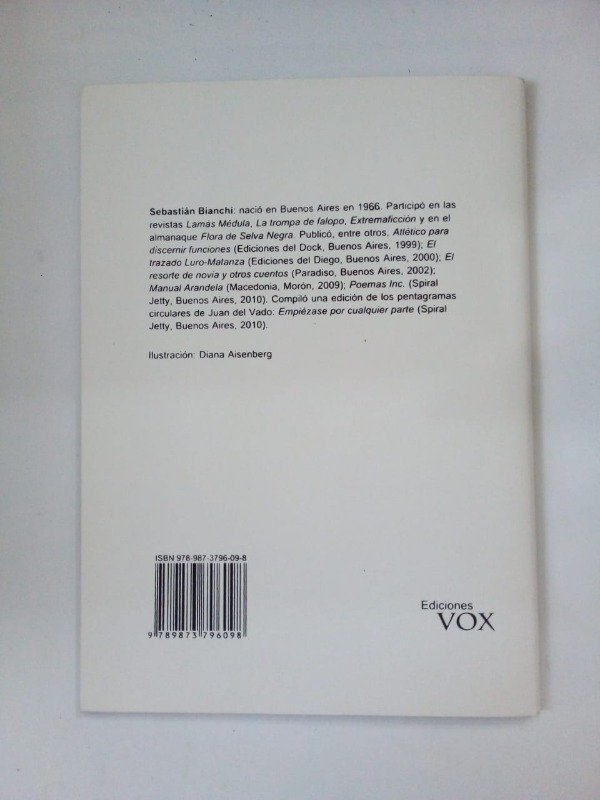 Sebastián Bianchi: nació en Buenos Aires en 1966. Participó en las
revistas Lamás Médula, La trompa de falopo, Extremaficción y en el
almanaque Flora de Selva Negra. Publicó, entre otros, Atlético para
discernir funciones (Ediciones del Dock, Buenos Aires, 1999); El
trazado Luro-Matanza (Ediciones del Diego, Buenos Aires, 2000); El
resorte de novia y otros cuentos (Paradiso, Buenos Aires, 2002);
Manual Arandela (Macedonia, Morón, 2009); Poemas Inc. (Spiral
Jetty, Buenos Aires, 2010). Compiló una edición de los pentagramas
circulares de Juan del Vado: Empiézase por cualquier parte (Spiral
Jetty, Buenos Aires, 2010).
Ilustración: Diana Aisenberg
ISBN 978-987-3796-09-8
9 789873 796098
Ediciones
VOX